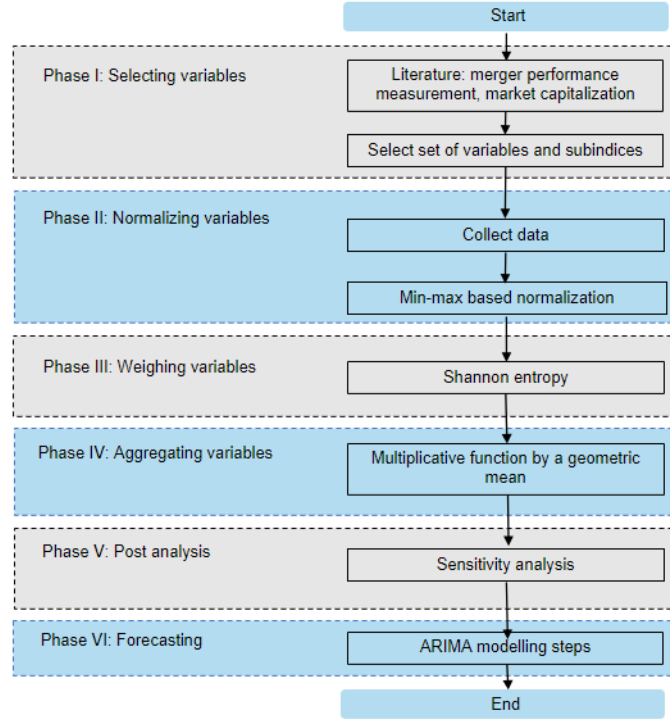 Start
Phase I: Selecting variables
Literature: merger performance
measurement, market capitalization
Select set of variables and subindices
Phase II: Normalizing variables
Collect data
Min-max based normalization
Phase III: Weighing variables
Shannon entropy
Phase IV: Aggregating variables
Multiplicative function by a geometric
mean
Phase V: Post analysis
Sensitivity analysis
Phase VI: Forecasting
ARIMA modelling steps
End